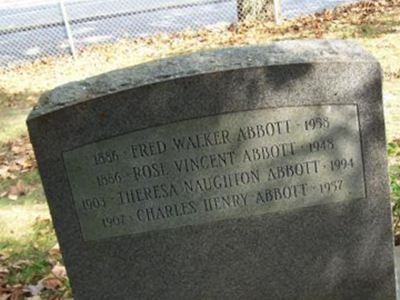 1886 · FRED WALKER ABBOTT · 1958
1886 · ROSE VINCENT ABBOTT · 1948
1903 · THERESA NAUGHTON ABBOTT · 1994
1907 · CHARLES HENRY ABBOTT · 1957